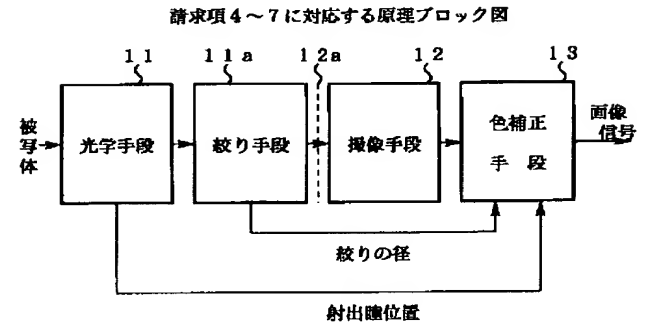 請求項４～７に対応する原理ブロック図
１１
１１ａ
１２ａ
１２
１３
被写体
光学手段
絞り手段
撮像手段
色補正
手 段
画像
信号
絞りの径
射出瞳位置